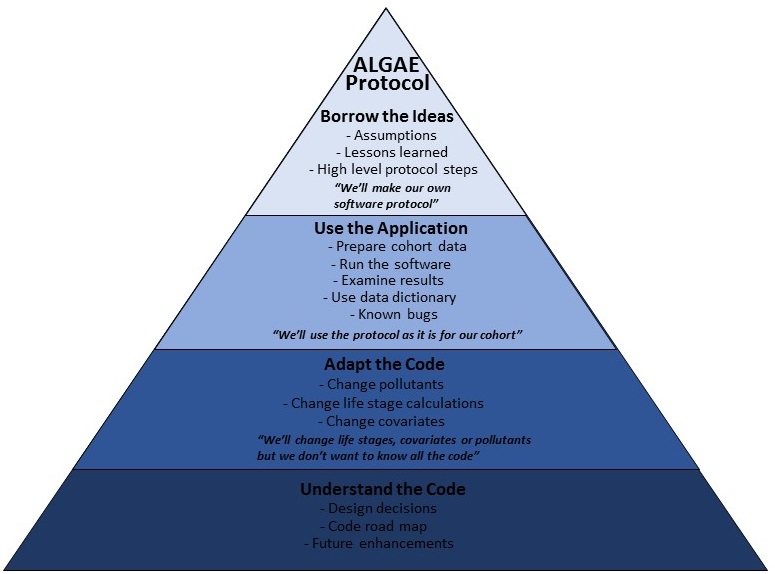 ALGAE
Protocol
Borrow the Ideas
- Assumptions
- Lessons learned
- High level protocol steps
“We’ll make our own
software protocol”
Use the Application
- Prepare cohort data
- Run the software
- Examine results
- Use data dictionary
- Known bugs
“We’ll use the protocol as it is for our cohort”
Adapt the Code
- Change pollutants
- Change life stage calculations
- Change covariates
“We’ll change life stages, covariates or pollutants
but we don’t want to know all the code”
Understand the Code
- Design decisions
- Code road map
- Future enhancements